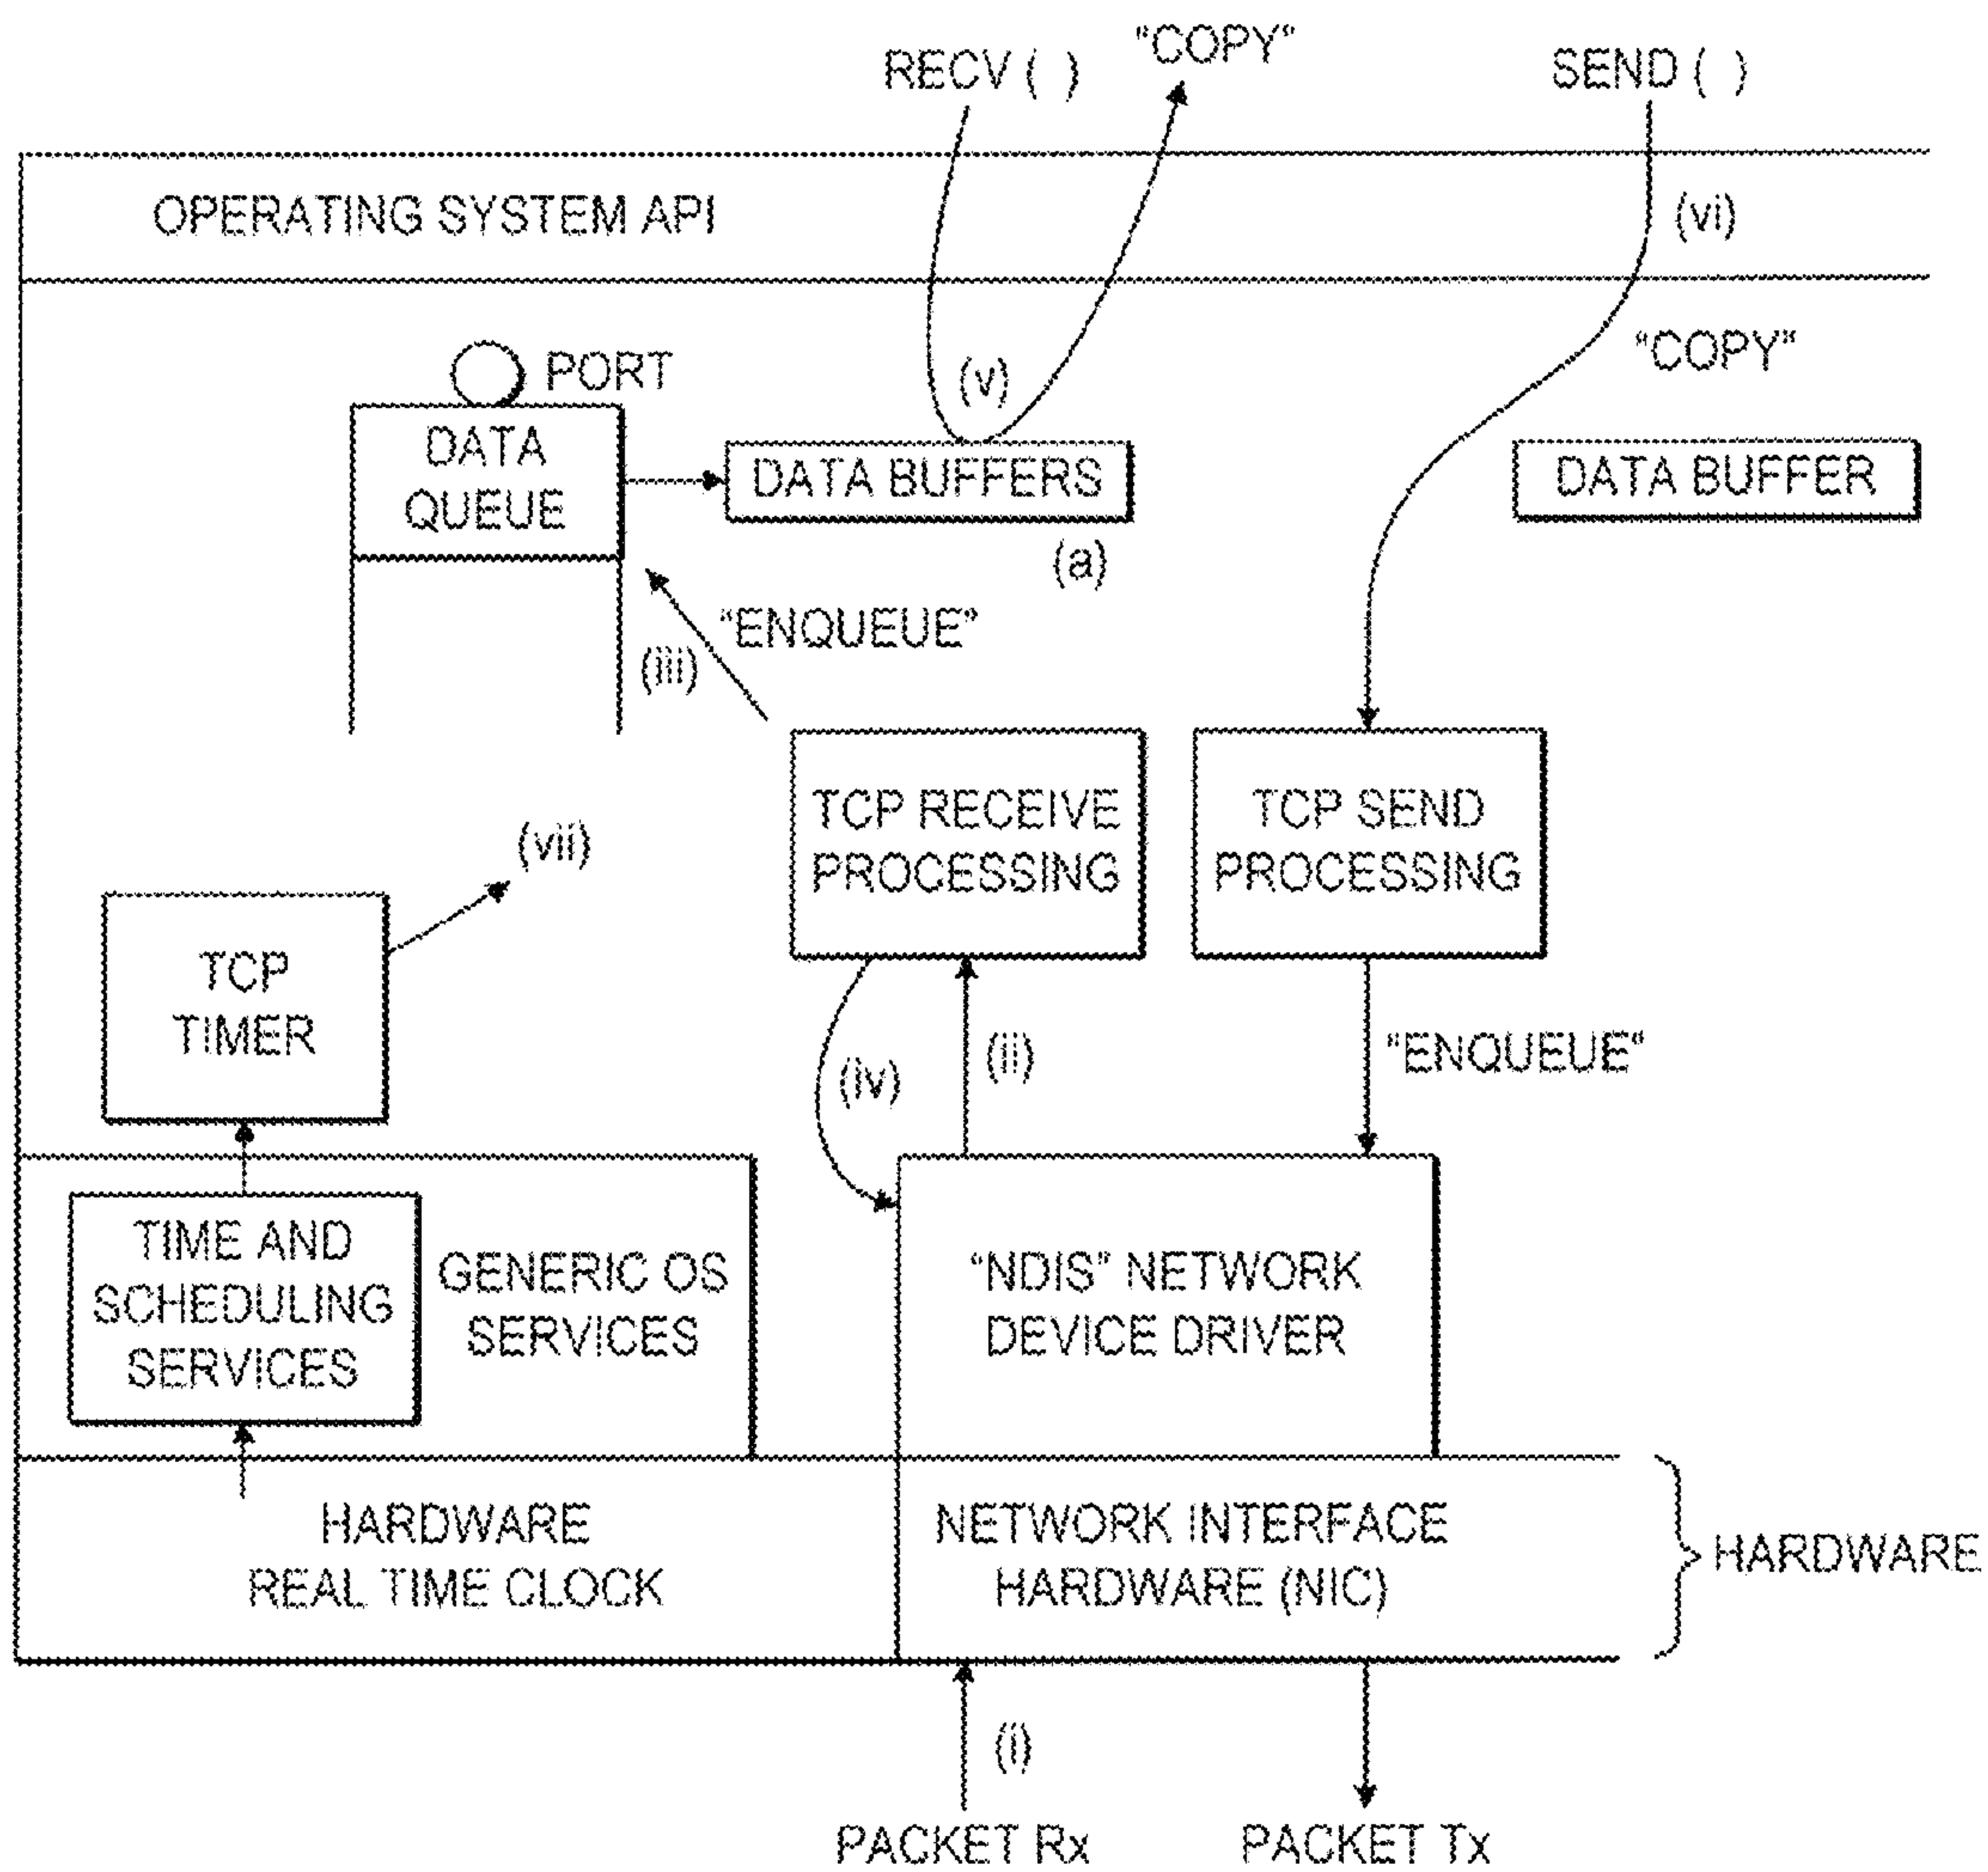 RECV ( )
"COPY"
SEND ( )
OPERATING SYSTEM API
(vi)
PORT
(v)
"COPY"
DATA
QUEUE
DATA BUFFERS
DATA BUFFER
(a)
"ENQUEUE"
(iii)
TCP RECEIVE
PROCESSING
TCP SEND
PROCESSING
(vii)
TCP
TIMER
(iv)
(ii)
"ENQUEUE"
TIME AND
SCHEDULING
SERVICES
GENERIC OS
SERVICES
"NDIS" NETWORK
DEVICE DRIVER
HARDWARE
REAL TIME CLOCK
NETWORK INTERFACE
HARDWARE (NIC)
HARDWARE
(i)
PACKET Rx
PACKET Tx